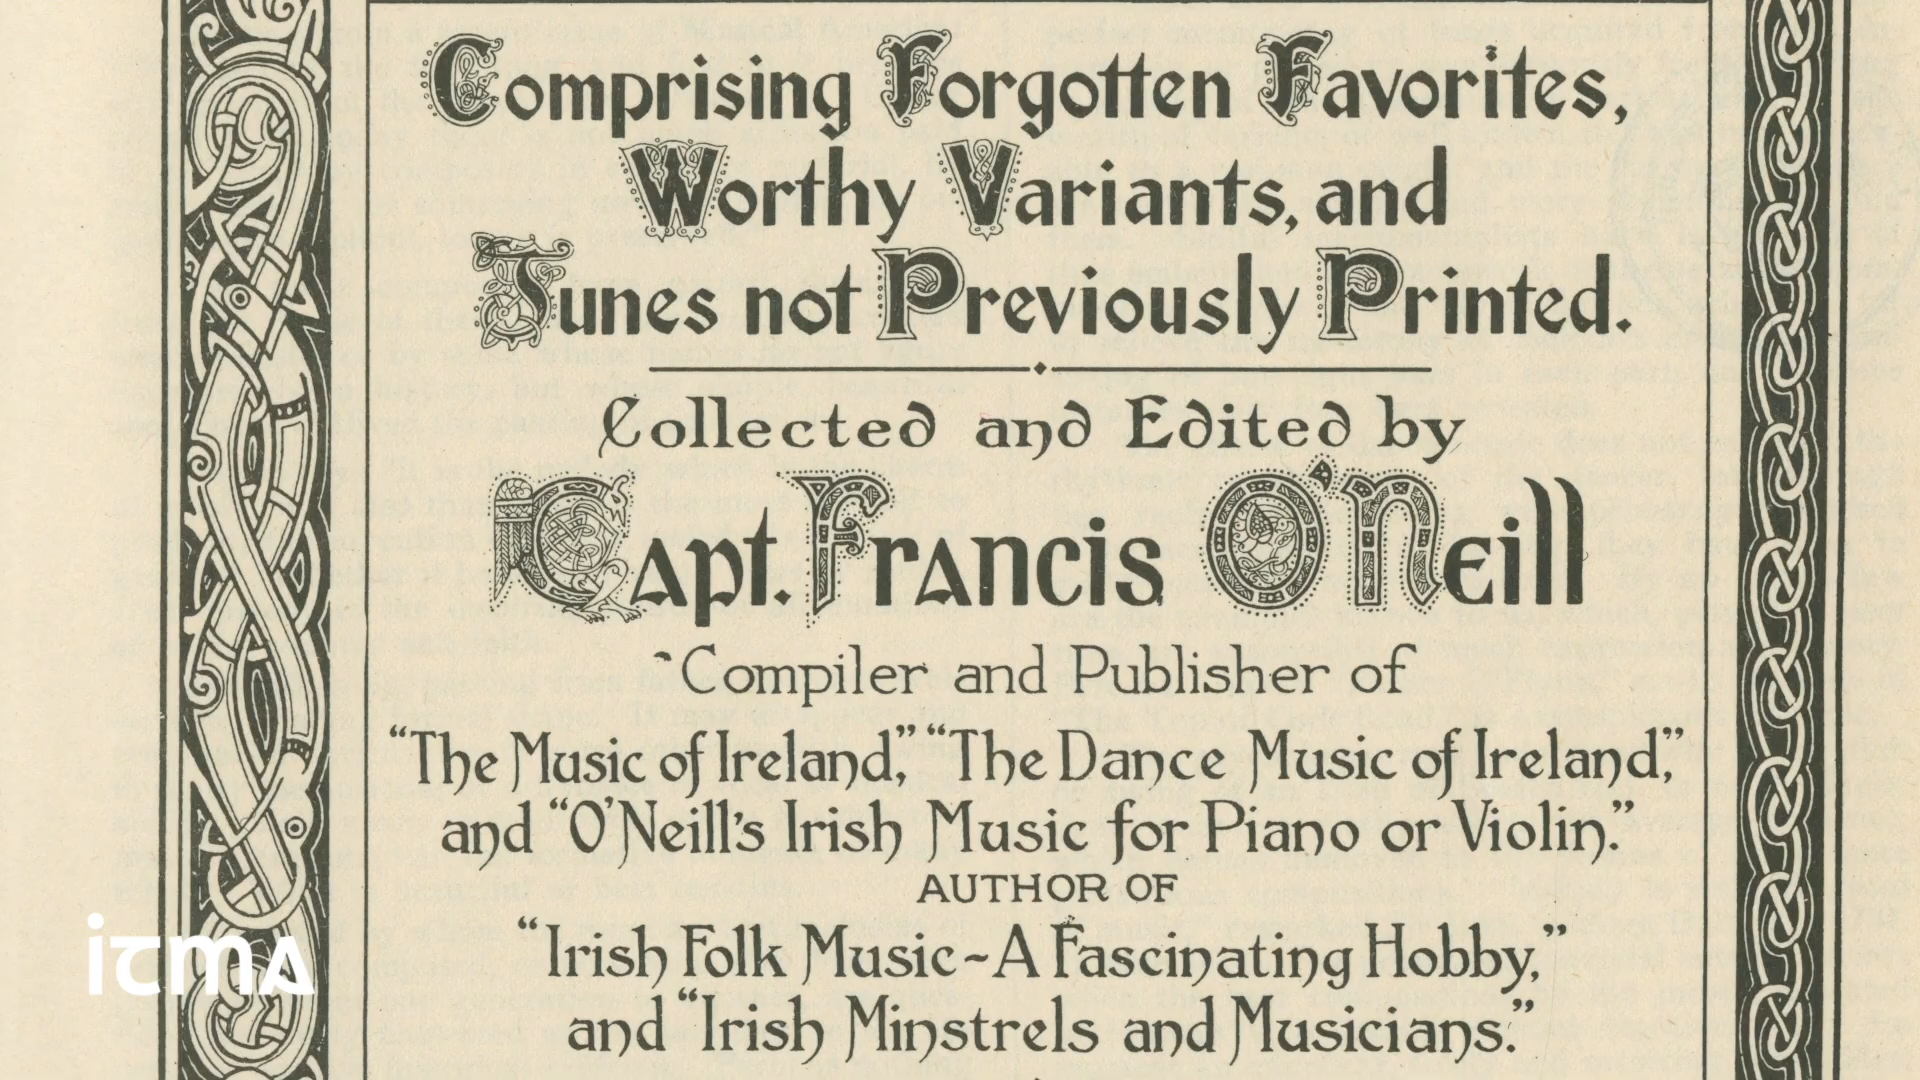 Comprising Forgotten Favorites,
Worthy Variants, and
Tunes not Previously Printed.
Collected and Edited by
Capt. Francis O'Neill
Compiler and Publisher of
“The Music of Ireland,” “The Dance Music of Ireland,”
and “O'Neill's Irish Music for Piano or Violin.”
AUTHOR OF
“Irish Folk Music~A Fascinating Hobby,”
and “Irish Minstrels and Musicians.”
itma